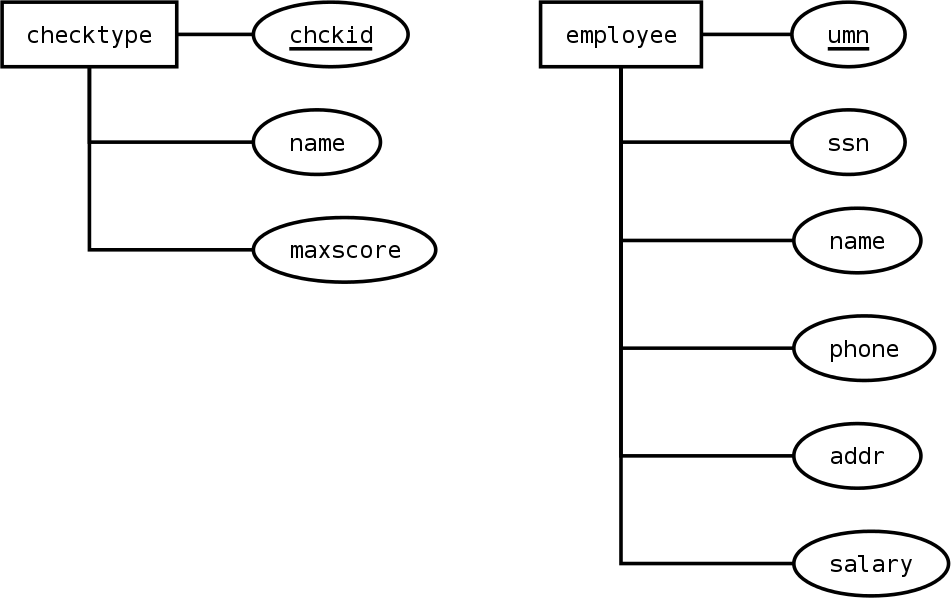 checktype
chckid
name
maxscore
employee
umn
ssn
name
phone
addr
salary